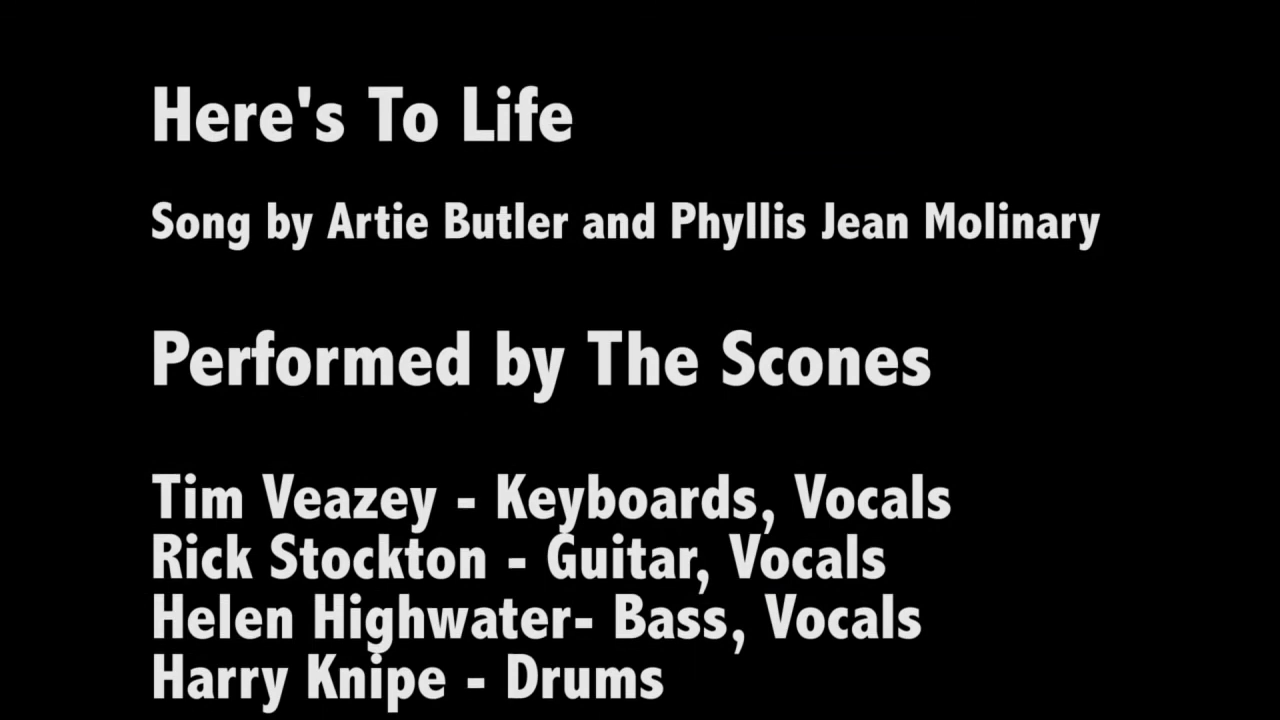 Here's To Life
Song by Artie Butler and Phyllis Jean Molinary
Performed by The Scones
Tim Veazey - Keyboards, Vocals
Rick Stockton - Guitar, Vocals
Helen Highwater- Bass, Vocals
Harry Knipe - Drums